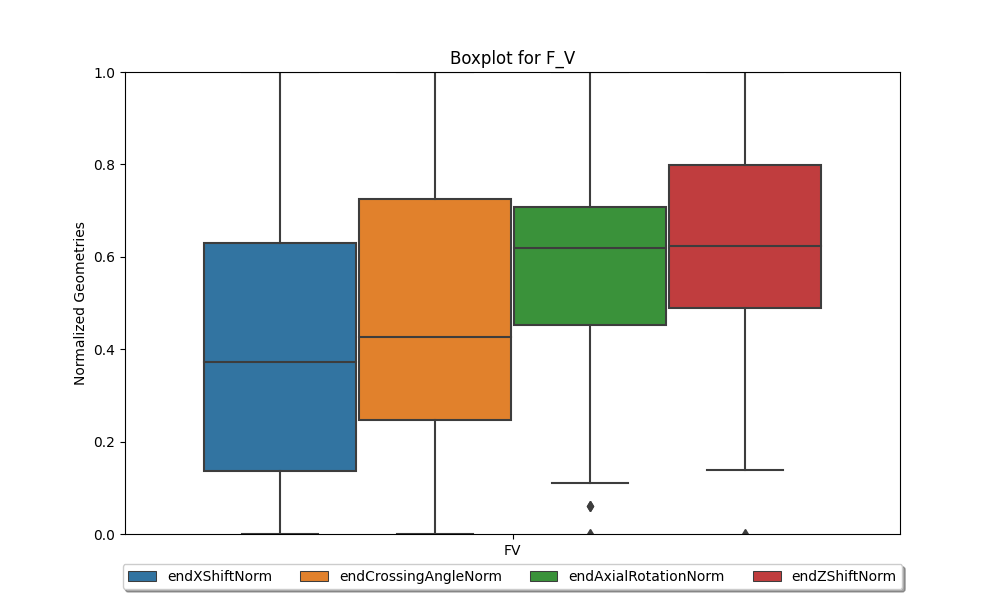 Boxplot for F_V
1.0
0.8
0.6
0.4
0.2
0.0
Normalized Geometries
FV
endXShiftNorm endCrossingAngleNorm endAxialRotationNorm endZShiftNorm